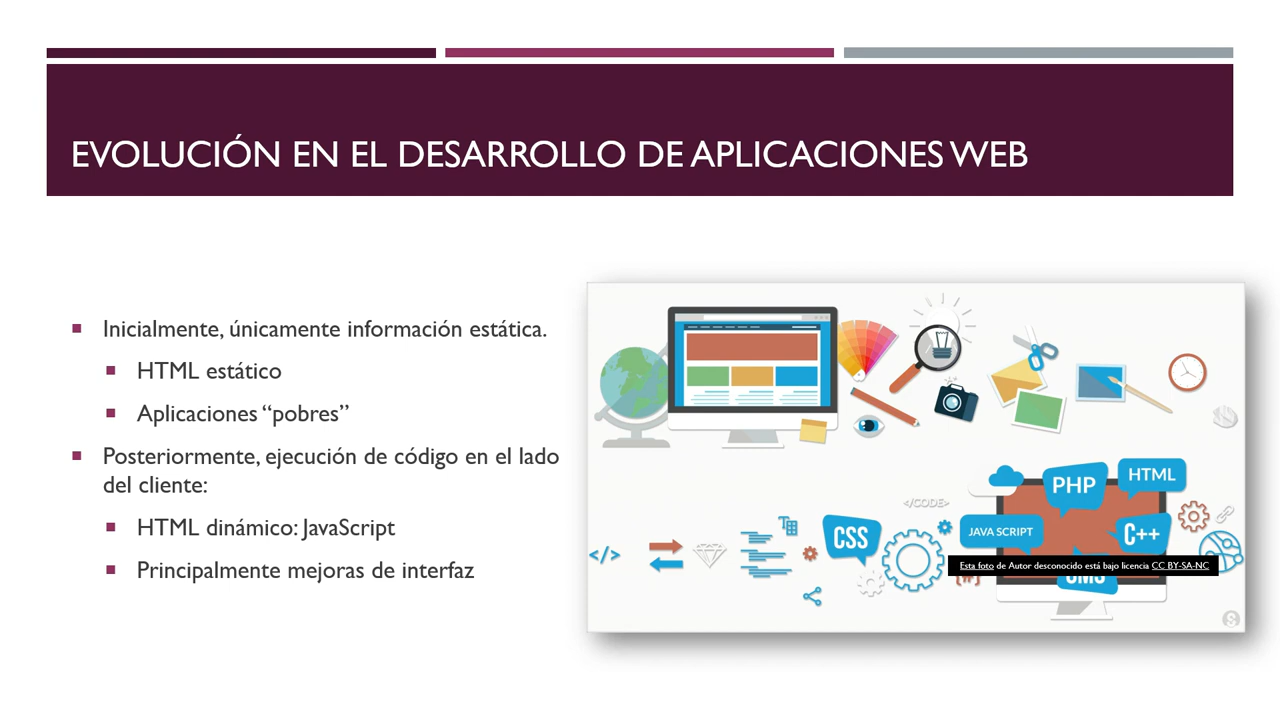 EVOLUCIÓN EN EL DESARROLLO DE APLICACIONES WEB
Inicialmente, únicamente información estática.
HTML estático
Aplicaciones “pobres”
Posteriormente, ejecución de código en el lado
del cliente:
HTML dinámico: JavaScript
Principalmente mejoras de interfaz
PHP
HTML
</CODE>
CSS
JAVA SCRIPT
C++
</>
Esta foto de Autor desconocido está bajo licencia CC BY-SA-NC